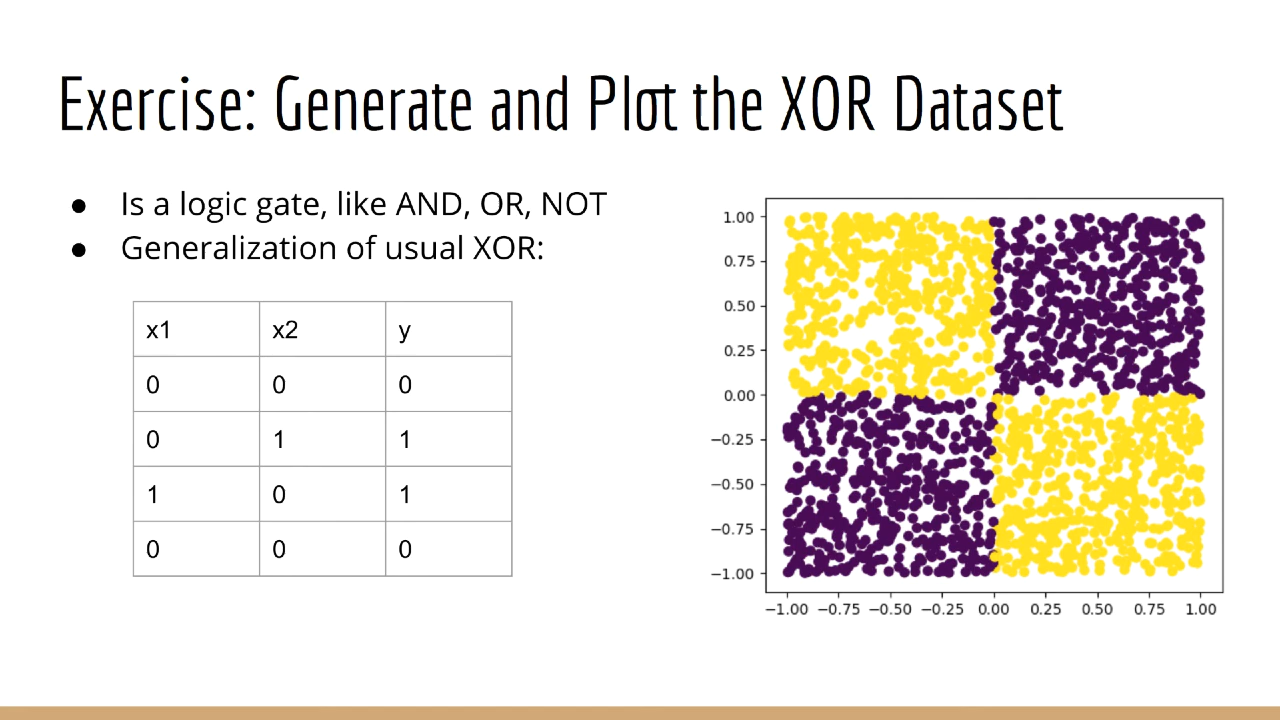 Exercise: Generate and Plot the XOR Dataset
● Is a logic gate, like AND, OR, NOT
● Generalization of usual XOR:
x1 x2 y
0 0 0
0 1 1
1 0 1
0 0 0
1.00
0.75
0.50
0.25
0.00
−0.25
−0.50
−0.75
−1.00
−1.00 −0.75 −0.50 −0.25 0.00 0.25 0.50 0.75 1.00